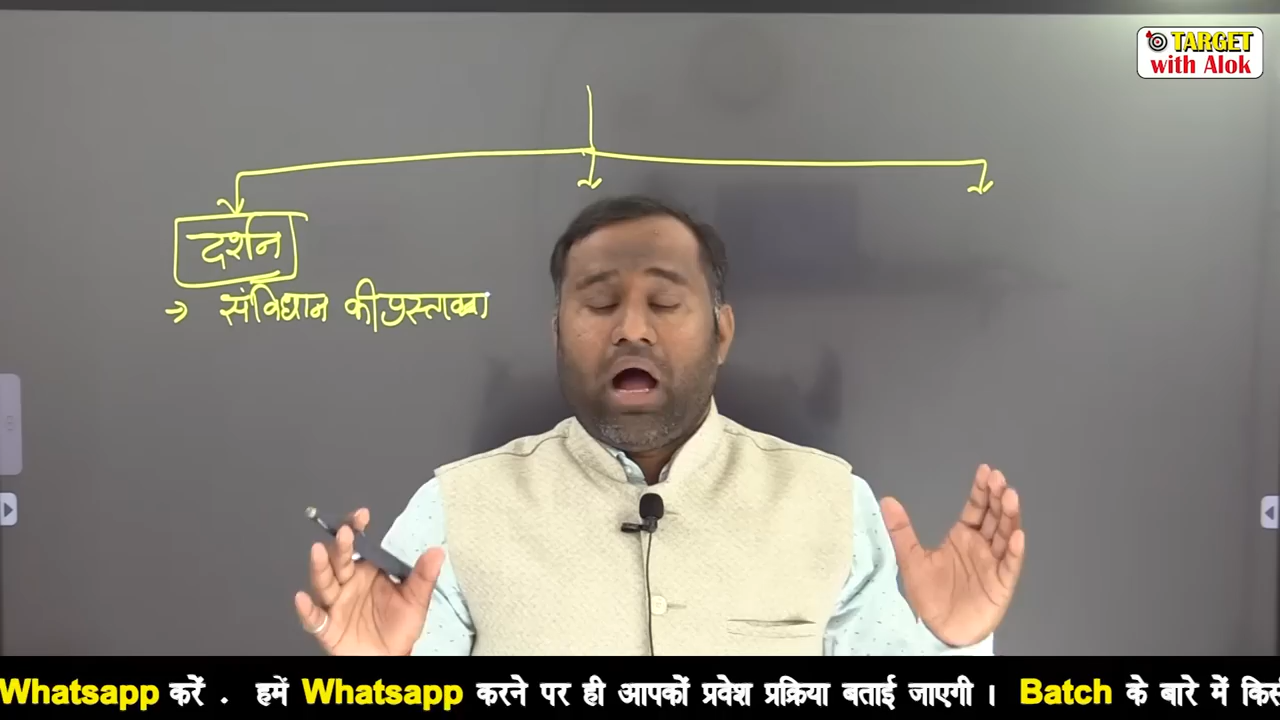 TARGET
with Alok
दर्शन
→ संविधान की प्रस्तावना
Whatsapp करें . हमें Whatsapp करने पर ही आपकों प्रवेश प्रक्रिया बताई जाएगी । Batch के बारे में किसी